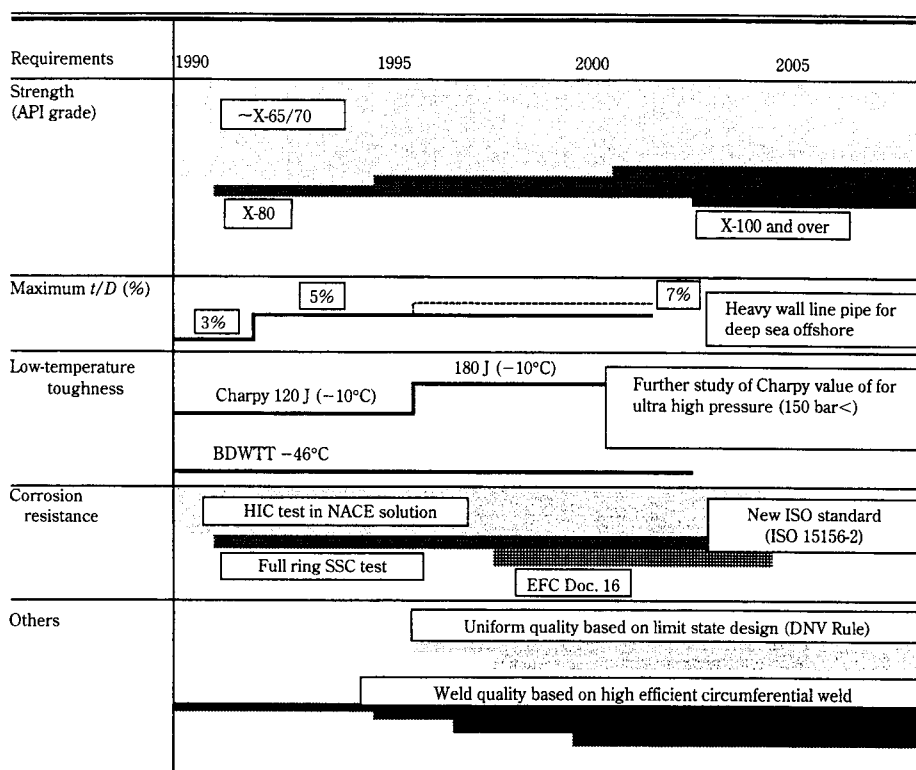 Requirements 1990 1995 2000 2005
Strength
(API grade)
~X-65/70
X-80
X-100 and over
Maximum t/D (%)
3%
5%
7%
Heavy wall line pipe for
deep sea offshore
Low-temperature
toughness
Charpy 120 J (−10°C)
180 J (−10°C)
Further study of Charpy value of for
ultra high pressure (150 bar<)
BDWTT −46°C
Corrosion
resistance
HIC test in NACE solution
Full ring SSC test
EFC Doc. 16
New ISO standard
(ISO 15156-2)
Others
Uniform quality based on limit state design (DNV Rule)
Weld quality based on high efficient circumferential weld